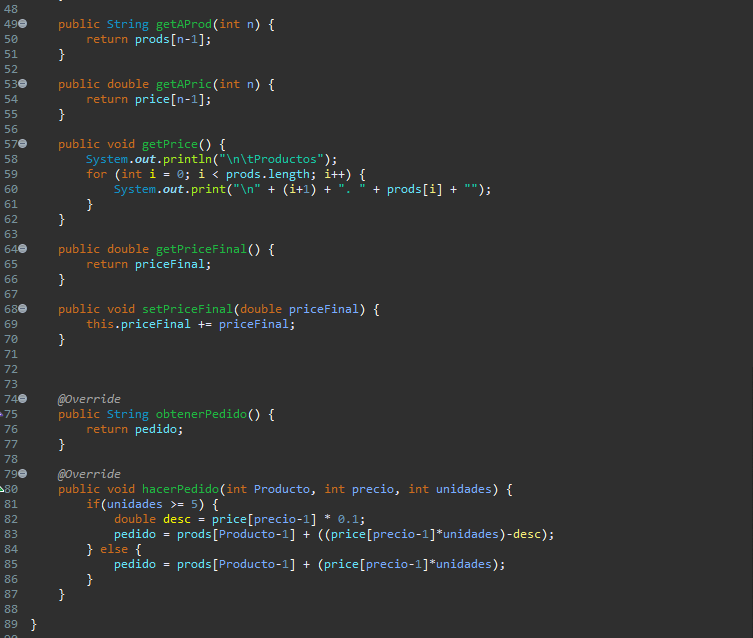 48
49 public String getAProd(int n) {
50 return prods[n-1];
51 }
52
53 public double getAPric(int n) {
54 return price[n-1];
55 }
56
57 public void getPrice() {
58 System.out.println("\n\tProductos");
59 for (int i = 0; i < prods.length; i++) {
60 System.out.print("\n" + (i+1) + ". " + prods[i] + "");
61 }
62 }
63
64 public double getPriceFinal() {
65 return priceFinal;
66 }
67
68 public void setPriceFinal(double priceFinal) {
69 this.priceFinal += priceFinal;
70 }
71
72
73
74 @Override
75 public String obtenerPedido() {
76 return pedido;
77 }
78
79 @Override
80 public void hacerPedido(int Producto, int precio, int unidades) {
81 if(unidades >= 5) {
82 double desc = price[precio-1] * 0.1;
83 pedido = prods[Producto-1] + ((price[precio-1]*unidades)-desc);
84 } else {
85 pedido = prods[Producto-1] + (price[precio-1]*unidades);
86 }
87 }
88
89 }